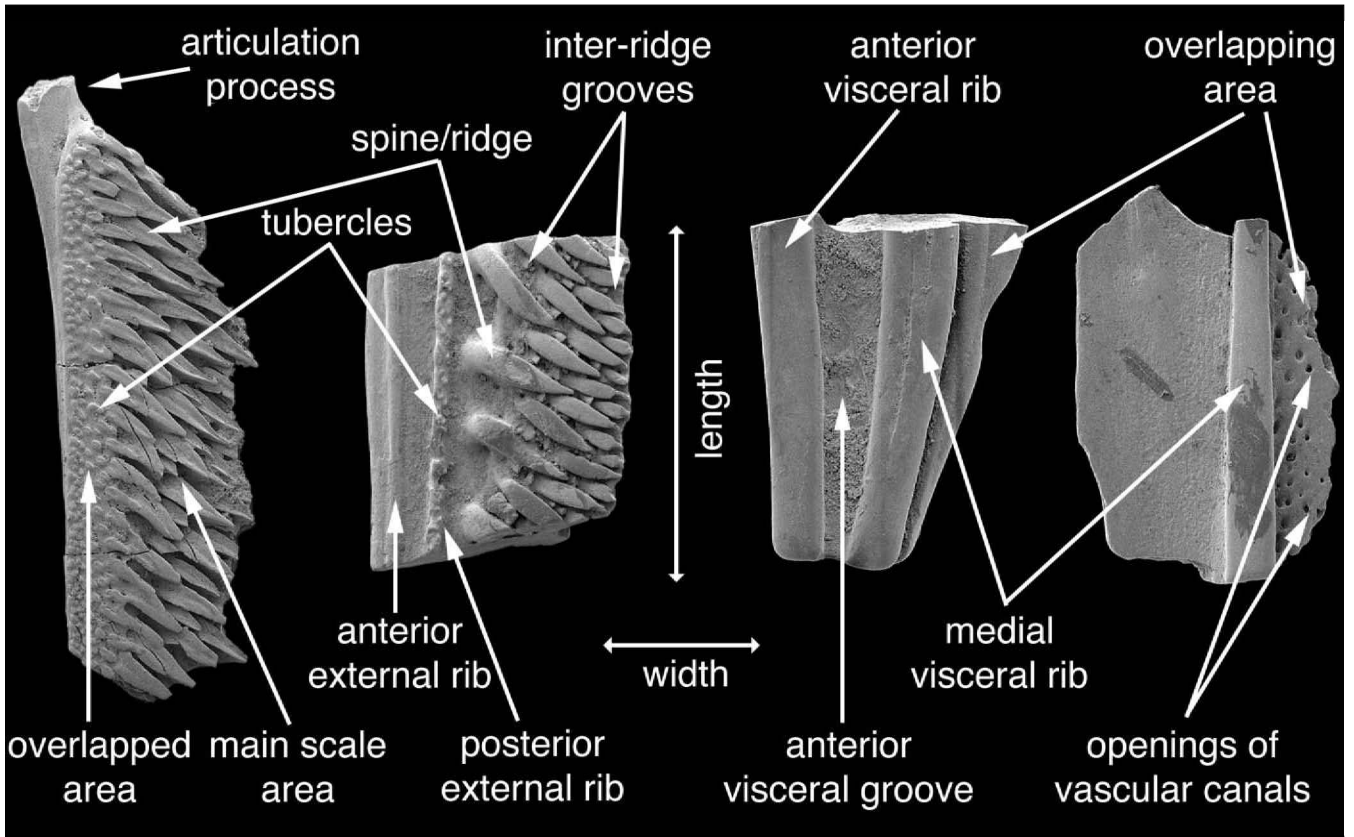 articulation
process
inter-ridge
grooves
anterior
visceral rib
overlapping
area
spine/ridge
tubercles
length
anterior
external rib
width
medial
visceral rib
overlapped
area
main scale
area
posterior
external rib
anterior
visceral groove
openings of
vascular canals